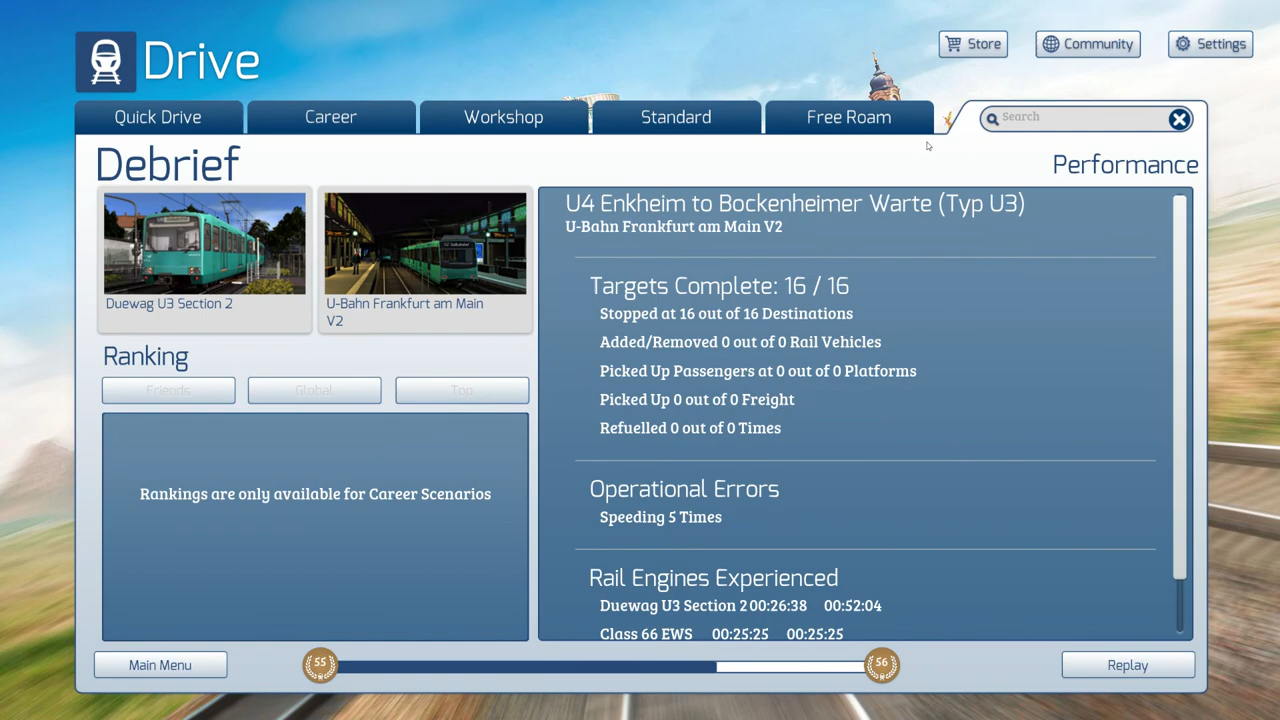 Drive
Store
Community
Settings
Quick Drive
Career
Workshop
Standard
Free Roam
Search
Debrief
Performance
Duewag U3 Section 2
U-Bahn Frankfurt am Main
V2
Ranking
Friends
Global
Top
Rankings are only available for Career Scenarios
U4 Enkheim to Bockenheimer Warte (Typ U3)
U-Bahn Frankfurt am Main V2
Targets Complete: 16 / 16
Stopped at 16 out of 16 Destinations
Added/Removed 0 out of 0 Rail Vehicles
Picked Up Passengers at 0 out of 0 Platforms
Picked Up 0 out of 0 Freight
Refuelled 0 out of 0 Times
Operational Errors
Speeding 5 Times
Rail Engines Experienced
Duewag U3 Section 2 00:26:38 00:52:04
Class 66 EWS 00:25:25 00:25:25
Main Menu
55
56
Replay